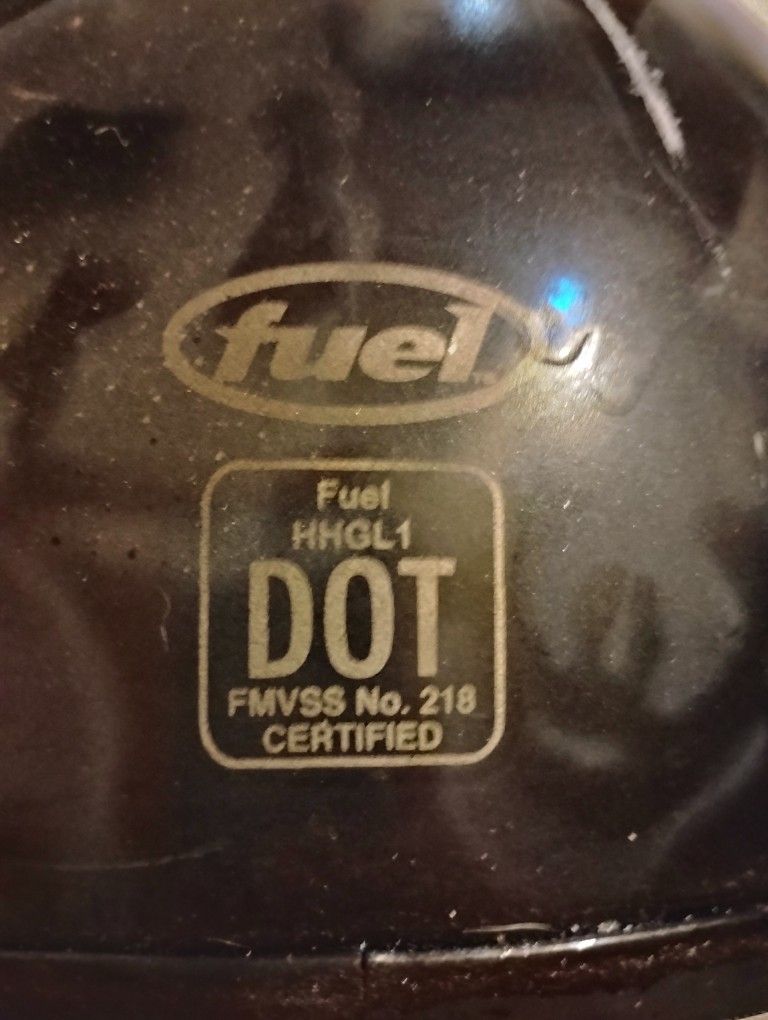 fuel
Fuel
HHGL1
DOT
FMVSS No. 218
CERTIFIED